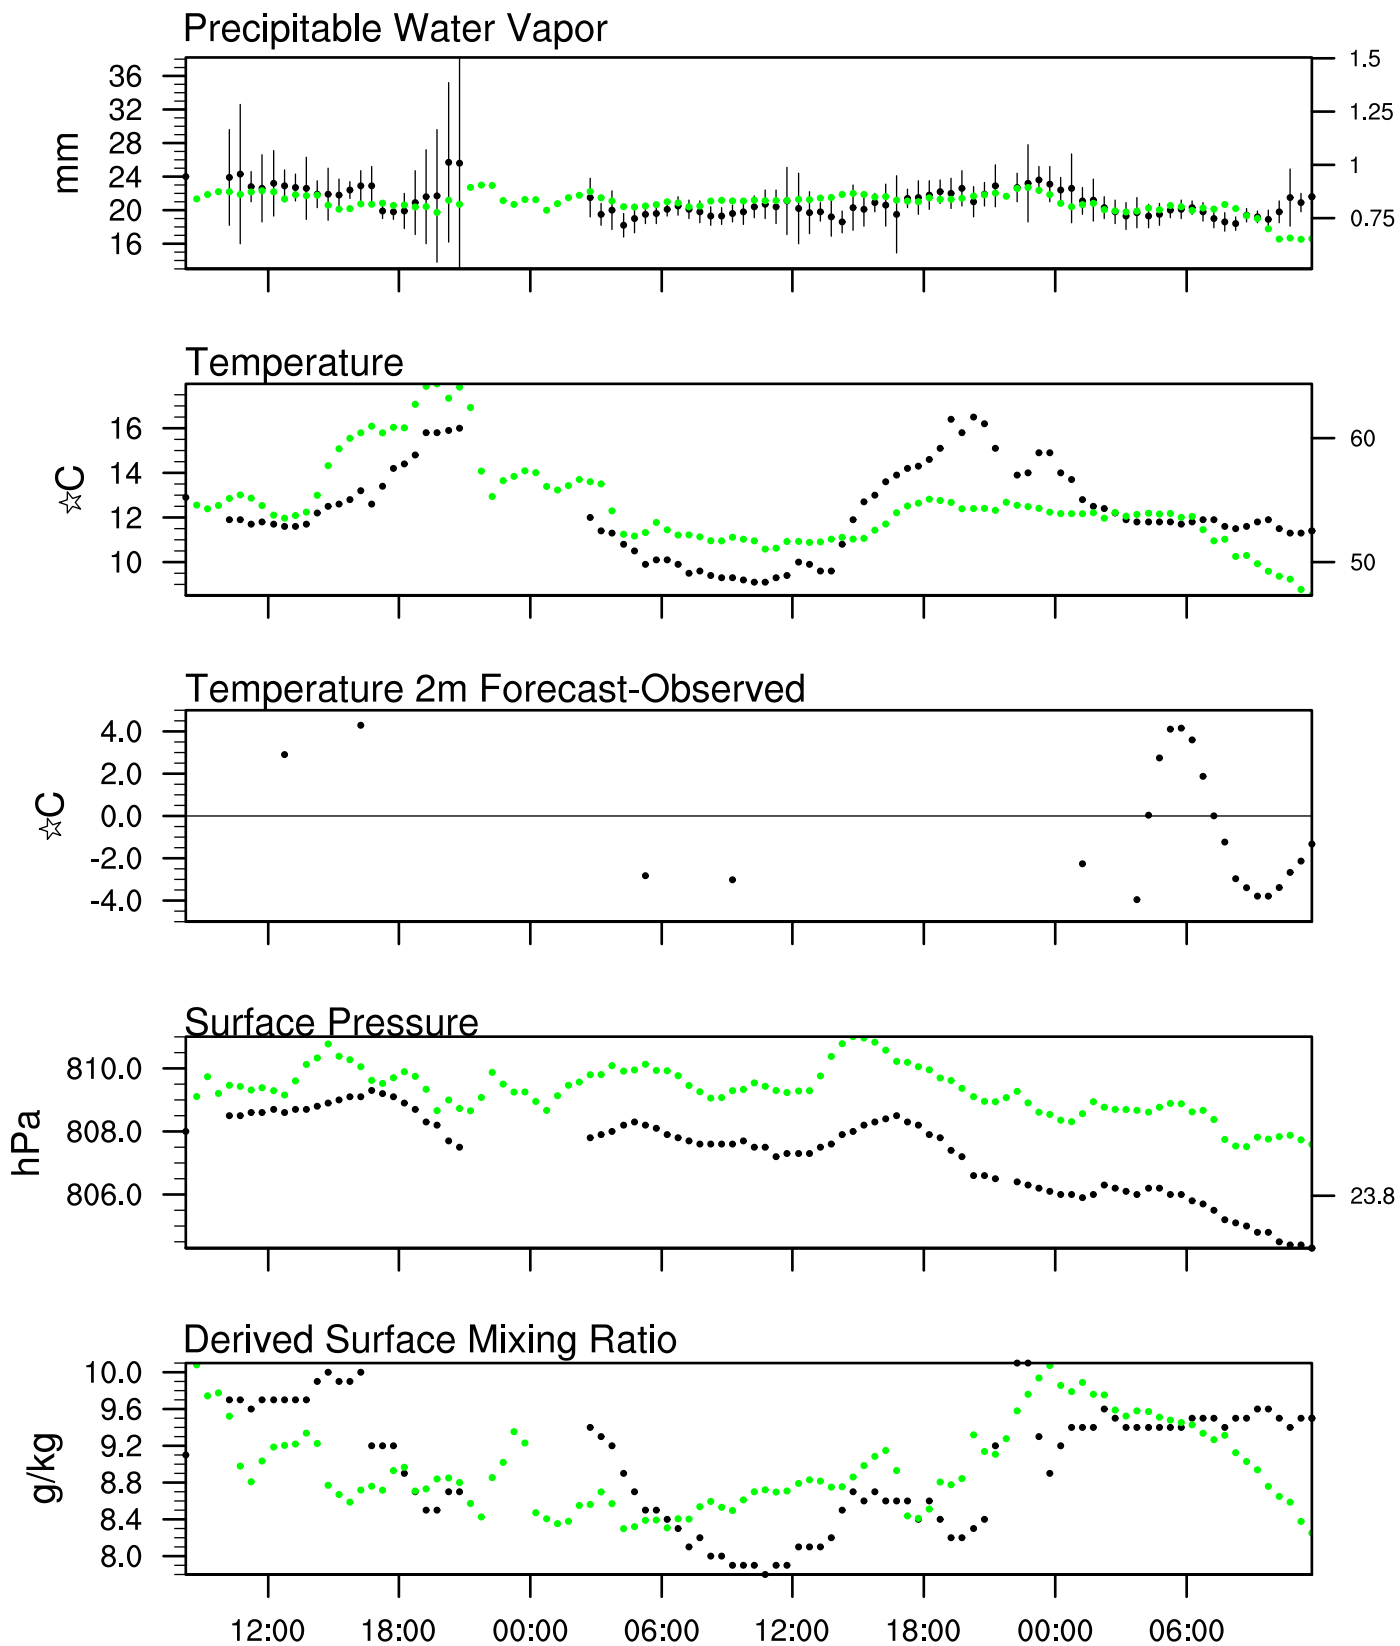 Precipitable Water Vapor
36
32
28
24
20
16
mm
1.5
1.25
1
0.75
Temperature
16
14
12
10
☆C
60
50
Temperature 2m Forecast-Observed
4.0
2.0
0.0
-2.0
-4.0
☆C
Surface Pressure
810.0
808.0
806.0
hPa
23.8
Derived Surface Mixing Ratio
10.0
9.6
9.2
8.8
8.4
8.0
g/kg
12:00 18:00 00:00 06:00 12:00 18:00 00:00 06:00